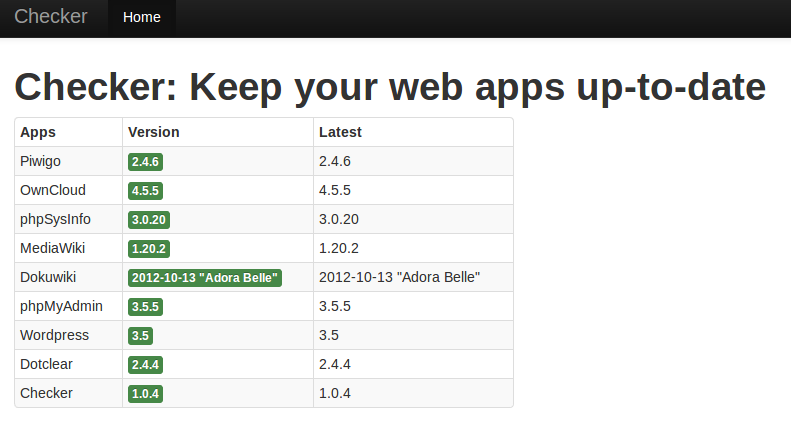 Checker Home
Checker: Keep your web apps up-to-date
Apps Version Latest
Piwigo 2.4.6 2.4.6
OwnCloud 4.5.5 4.5.5
phpSysInfo 3.0.20 3.0.20
MediaWiki 1.20.2 1.20.2
Dokuwiki 2012-10-13 "Adora Belle" 2012-10-13 "Adora Belle"
phpMyAdmin 3.5.5 3.5.5
Wordpress 3.5 3.5
Dotclear 2.4.4 2.4.4
Checker 1.0.4 1.0.4